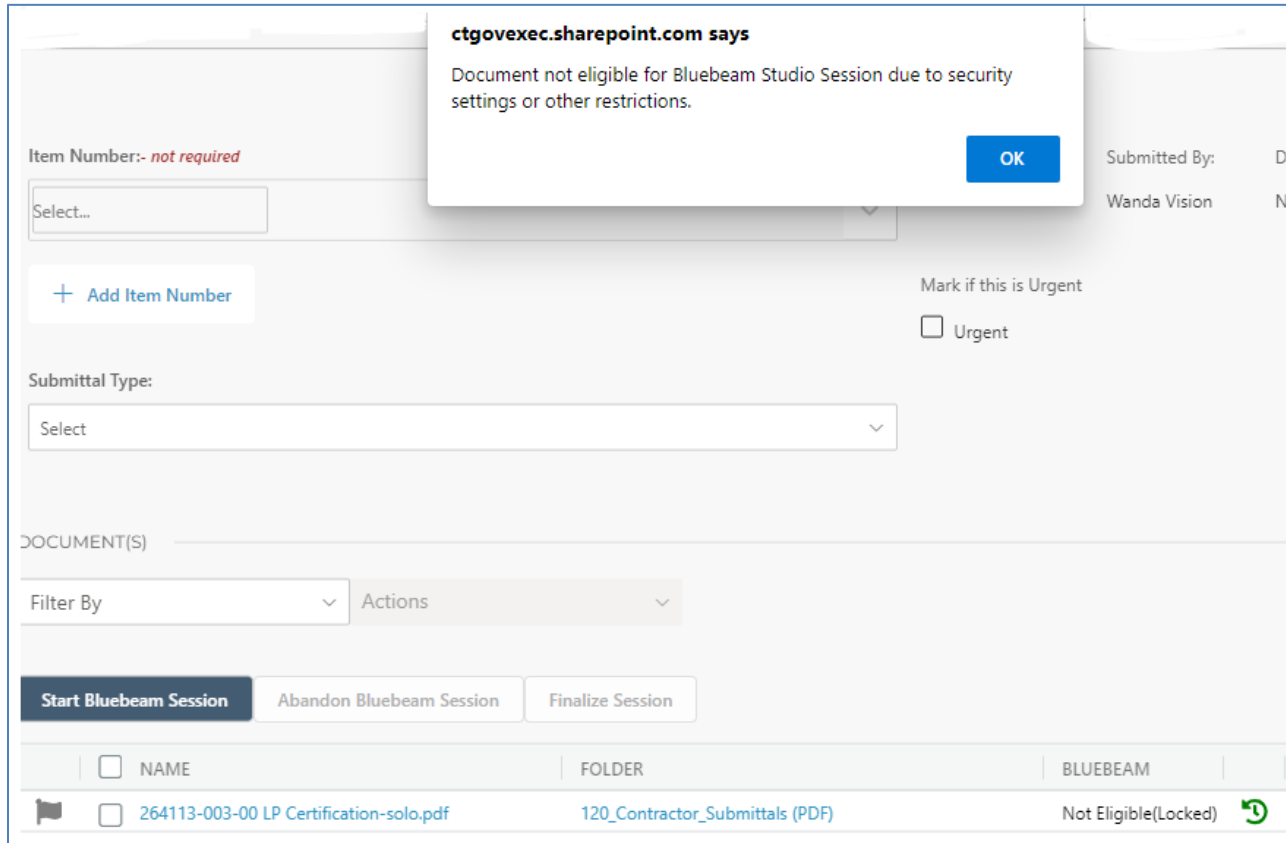 ctgovexec.sharepoint.com says
Document not eligible for Bluebeam Studio Session due to security
settings or other restrictions.
OK
Item Number:- not required
Select...
Submitted By:
D
Wanda Vision
N
+ Add Item Number
Mark if this is Urgent
Urgent
Submittal Type:
Select
DOCUMENT(S)
Filter By
Actions
Start Bluebeam Session
Abandon Bluebeam Session
Finalize Session
NAME
FOLDER
BLUEBEAM
264113-003-00 LP Certification-solo.pdf
120_Contractor_Submittals (PDF)
Not Eligible(Locked)